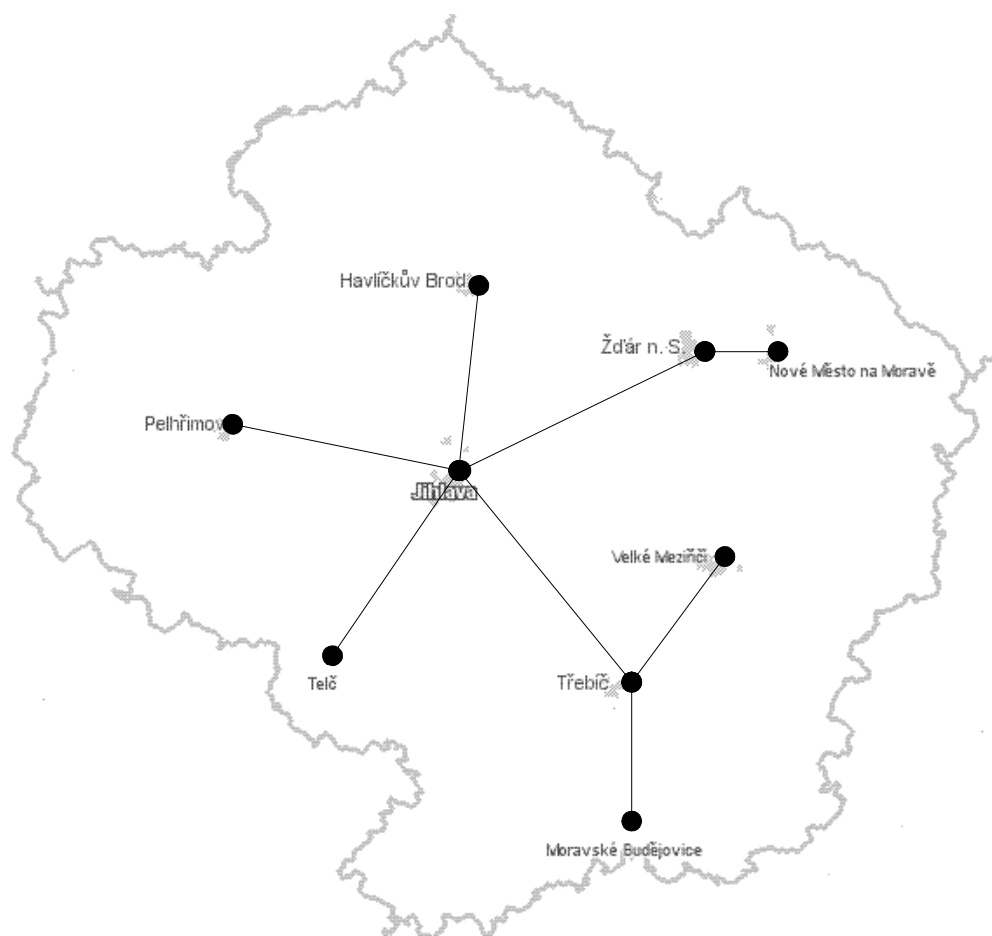 Havlíčkův Brod
Žďár n. S.
Nové Město na Moravě
Pelhřimov
Jihlava
Velké Meziříčí
Telč
Třebíč
Moravské Budějovice